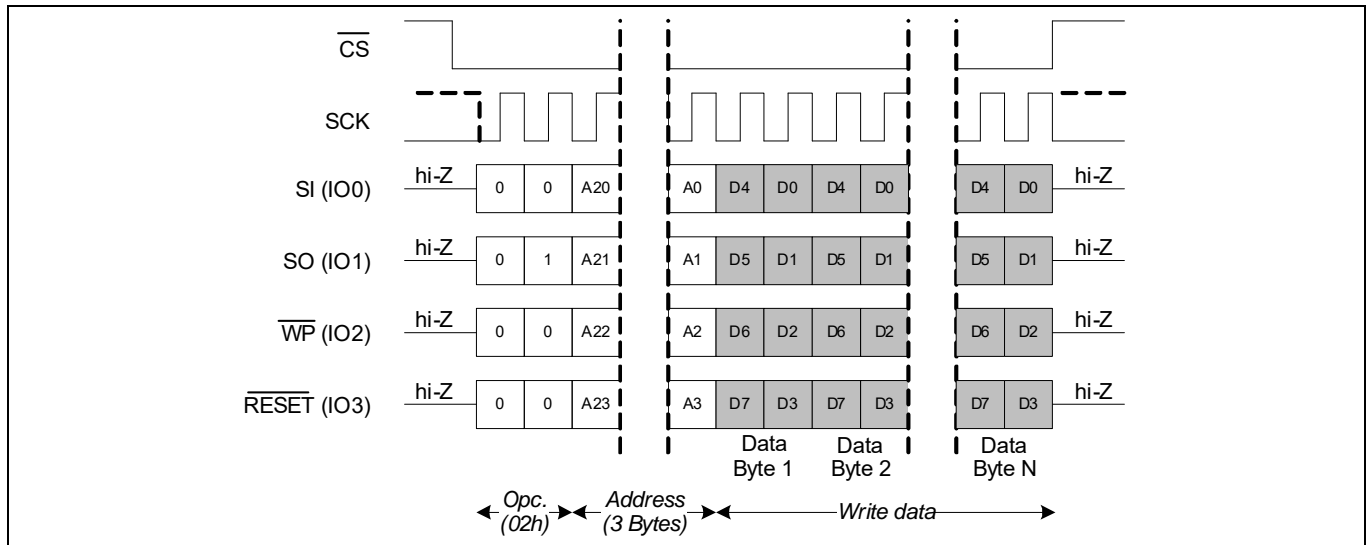 CS
SCK
SI (IO0) hi-Z 0 0 A20 A0 D4 D0 D4 D0 D4 D0 hi-Z
SO (IO1) hi-Z 0 1 A21 A1 D5 D1 D5 D1 D5 D1 hi-Z
WP (IO2) hi-Z 0 0 A22 A2 D6 D2 D6 D2 D6 D2 hi-Z
RESET (IO3) hi-Z 0 0 A23 A3 D7 D3 D7 D3 D7 D3 hi-Z
Data Data Data
Byte 1 Byte 2 Byte N
Opc. Address Write data
(02h) (3 Bytes)